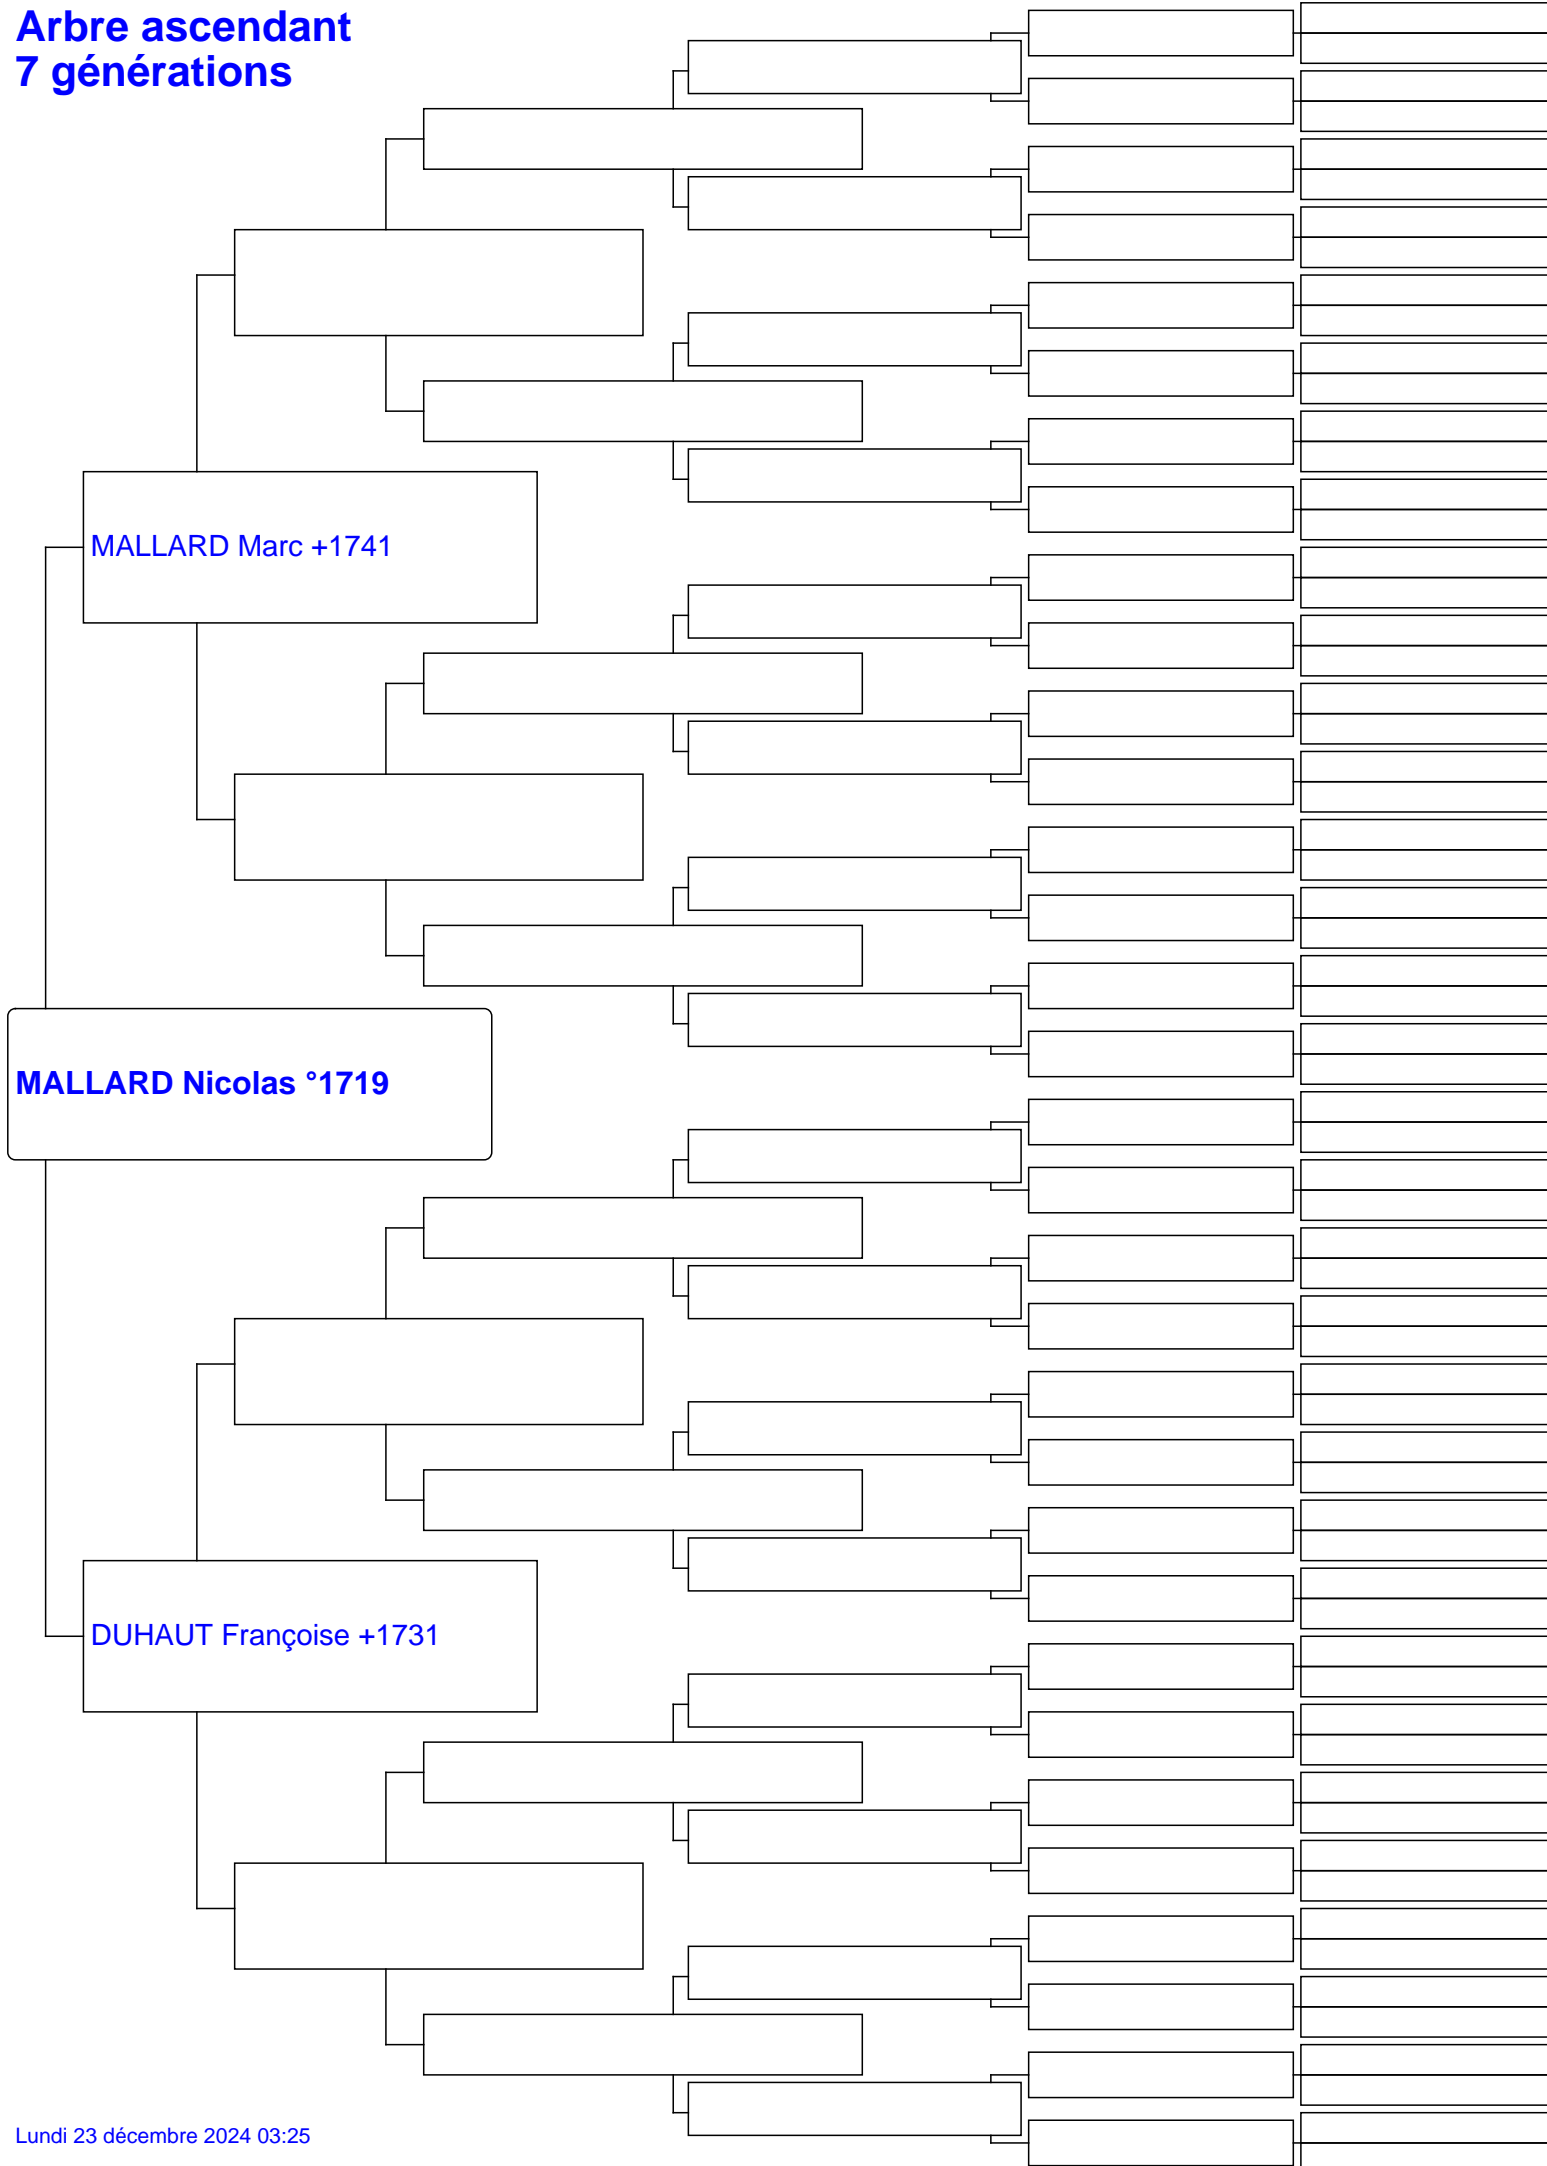 Arbre ascendant
7 générations
MALLARD Marc +1741
MALLARD Nicolas °1719
DUHAUT Françoise +1731
Lundi 23 décembre 2024 03:25